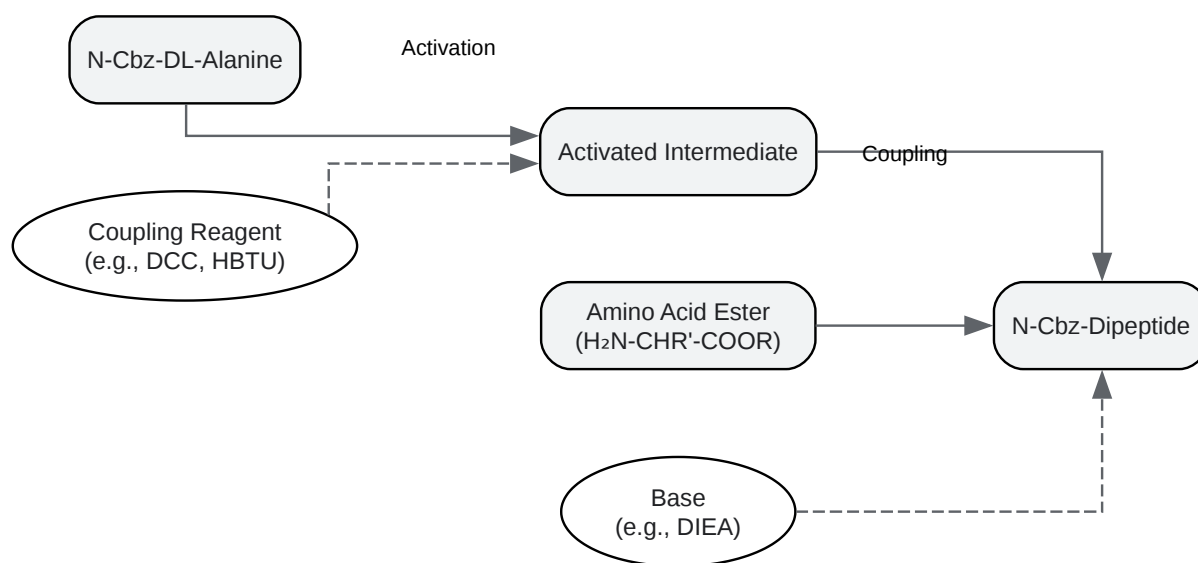 N-Cbz-DL-Alanine
Activation
Activated Intermediate
Coupling
Coupling Reagent
(e.g., DCC, HBTU)
Amino Acid Ester
(H₂N-CHR'-COOR)
N-Cbz-Dipeptide
Base
(e.g., DIEA)